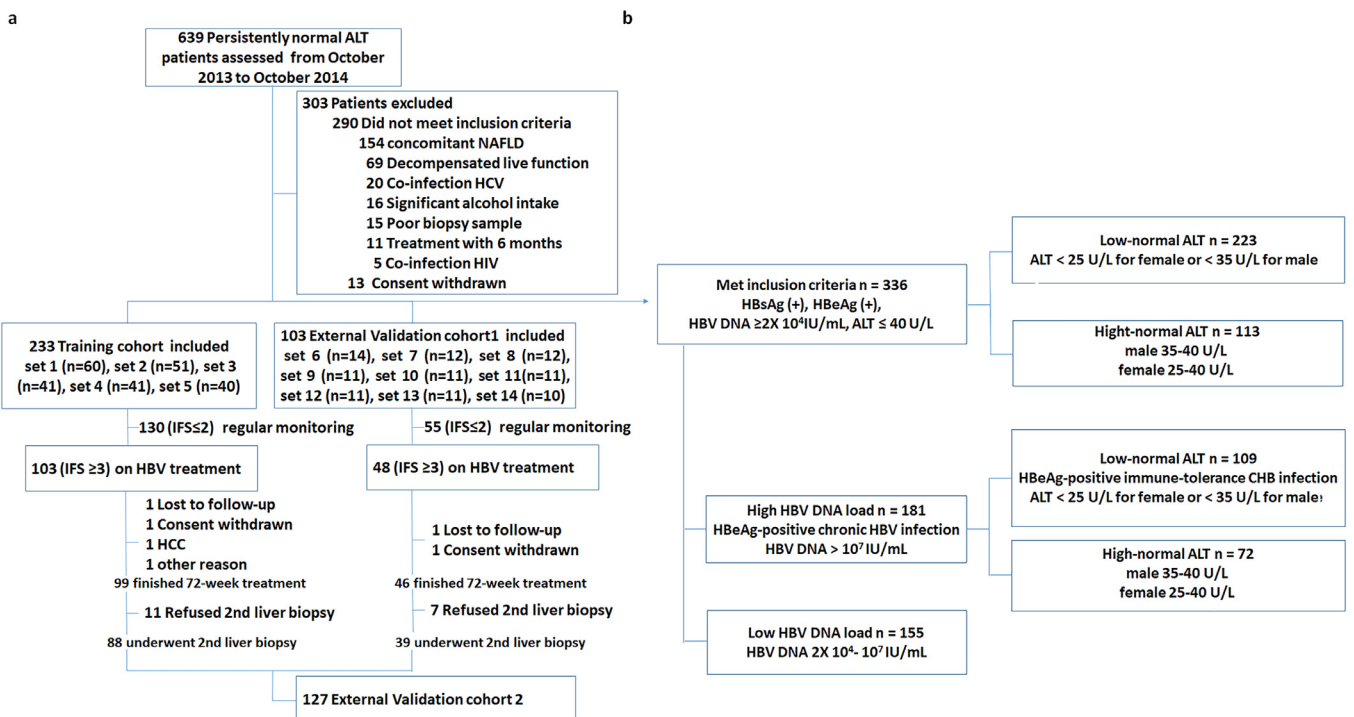 a
639 Persistently normal ALT
patients assessed from October
2013 to October 2014
303 Patients excluded
290 Did not meet inclusion criteria
154 concomitant NAFLD
69 Decompensated live function
20 Co-infection HCV
16 Significant alcohol intake
15 Poor biopsy sample
11 Treatment with 6 months
5 Co-infection HIV
13 Consent withdrawn
233 Training cohort included
set 1 (n=60), set 2 (n=51), set 3
(n=41), set 4 (n=41), set 5 (n=40)
103 External Validation cohort1 included
set 6 (n=14), set 7 (n=12), set 8 (n=12),
set 9 (n=11), set 10 (n=11), set 11(n=11),
set 12 (n=11), set 13 (n=11), set 14 (n=10)
130 (IFS≤2) regular monitoring
55 (IFS≤2) regular monitoring
103 (IFS ≥3) on HBV treatment
48 (IFS ≥3) on HBV treatment
1 Lost to follow-up
1 Consent withdrawn
1 HCC
1 other reason
99 finished 72-week treatment
1 Lost to follow-up
1 Consent withdrawn
46 finished 72-week treatment
11 Refused 2nd liver biopsy
7 Refused 2nd liver biopsy
88 underwent 2nd liver biopsy
39 underwent 2nd liver biopsy
127 External Validation cohort 2
b
Met inclusion criteria n = 336
HBsAg (+), HBeAg (+),
HBV DNA ≥2X 10⁴IU/mL, ALT ≤ 40 U/L
Low-normal ALT n = 223
ALT < 25 U/L for female or < 35 U/L for male
Hight-normal ALT n = 113
male 35-40 U/L
female 25-40 U/L
High HBV DNA load n = 181
HBeAg-positive chronic HBV infection
HBV DNA > 10⁷ IU/mL
Low-normal ALT n = 109
HBeAg-positive immune-tolerance CHB infection
ALT < 25 U/L for female or < 35 U/L for male
High-normal ALT n = 72
male 35-40 U/L
female 25-40 U/L
Low HBV DNA load n = 155
HBV DNA 2X 10⁴- 10⁷ IU/mL